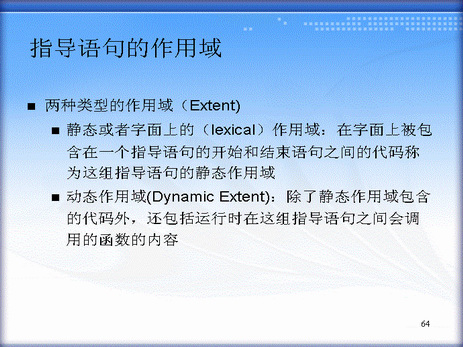 指导语句的作用域
两种类型的作用域（Extent)
静态或者字面上的（lexical）作用域：在字面上被包
含在一个指导语句的开始和结束语句之间的代码称
为这组指导语句的静态作用域
动态作用域(Dynamic Extent)：除了静态作用域包含
的代码外，还包括运行时在这组指导语句之间会调
用的函数的内容
64